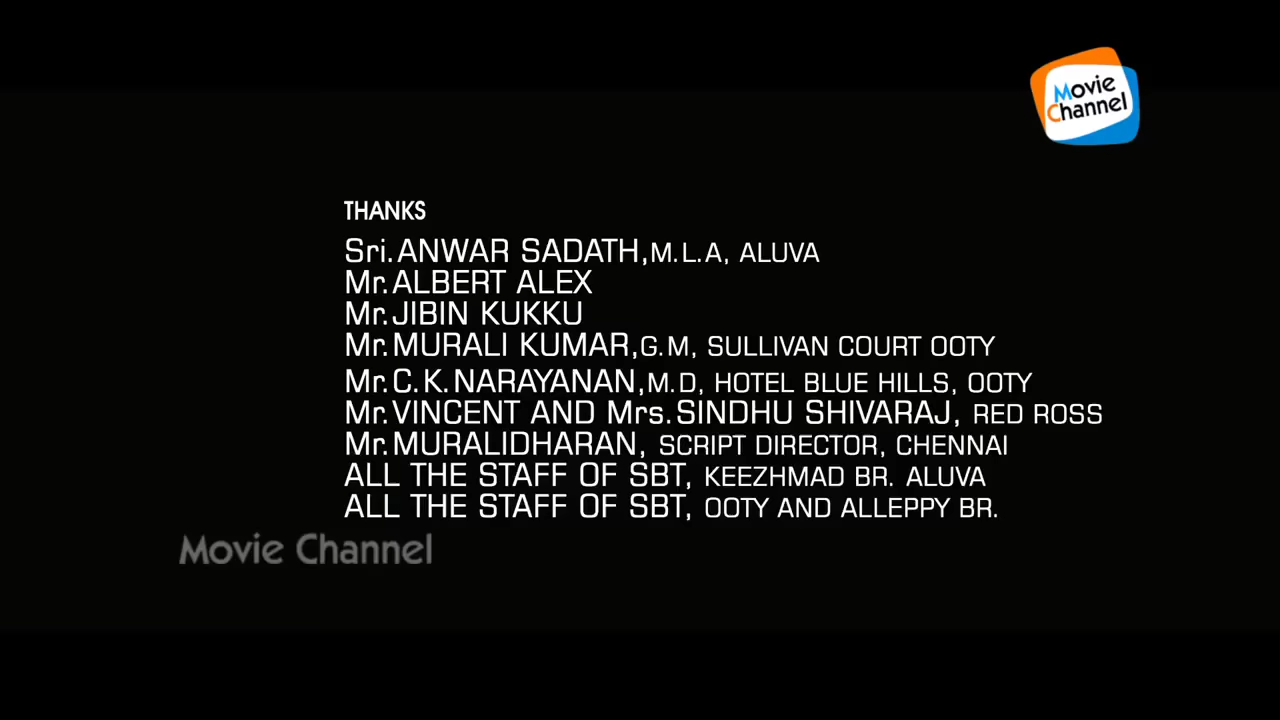 Movie
Channel
THANKS
Sri.ANWAR SADATH,M.L.A, ALUVA
Mr.ALBERT ALEX
Mr.JIBIN KUKKU
Mr.MURALI KUMAR,G.M, SULLIVAN COURT OOTY
Mr.C.K.NARAYANAN,M.D, HOTEL BLUE HILLS, OOTY
Mr.VINCENT AND Mrs.SINDHU SHIVARAJ, RED ROSS
Mr.MURALIDHARAN, SCRIPT DIRECTOR, CHENNAI
ALL THE STAFF OF SBT, KEEZHMAD BR. ALUVA
ALL THE STAFF OF SBT, OOTY AND ALLEPPY BR.
Movie Channel